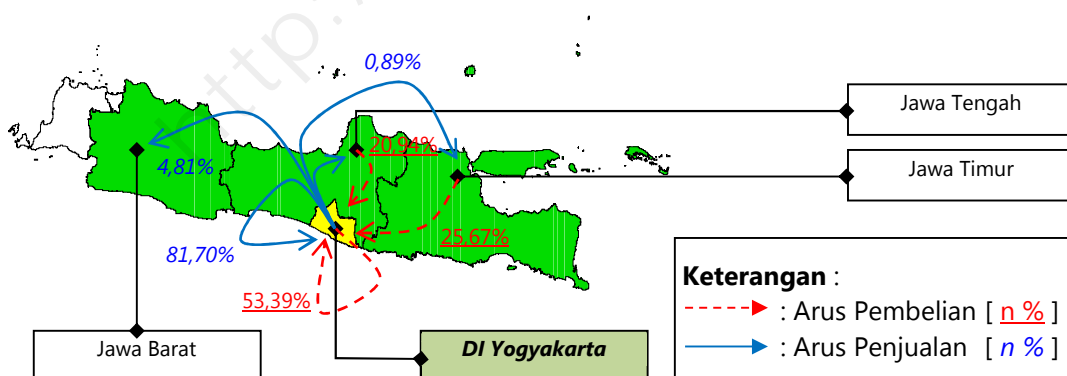 http:
0,89%
Jawa Tengah
20,94%
4,81%
Jawa Timur
81,70%
25,67%
53,39%
Keterangan :
: Arus Pembelian [ n % ]
: Arus Penjualan [ n % ]
Jawa Barat
DI Yogyakarta